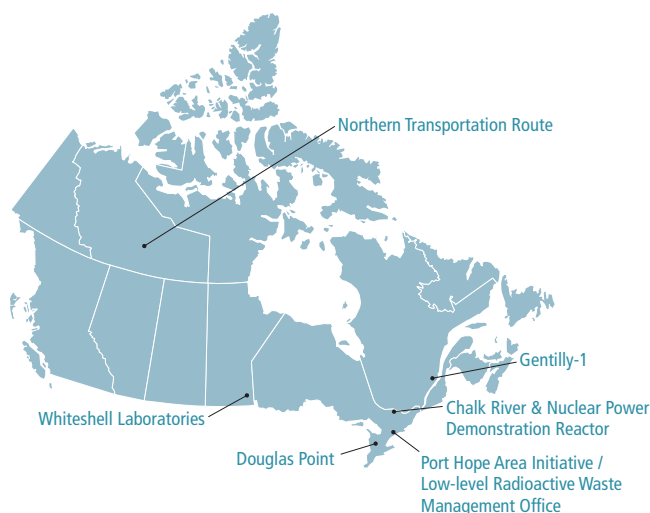 Northern Transportation Route
Gentilly-1
Chalk River & Nuclear Power
Demonstration Reactor
Whiteshell Laboratories
Douglas Point
Port Hope Area Initiative /
Low-level Radioactive Waste
Management Office